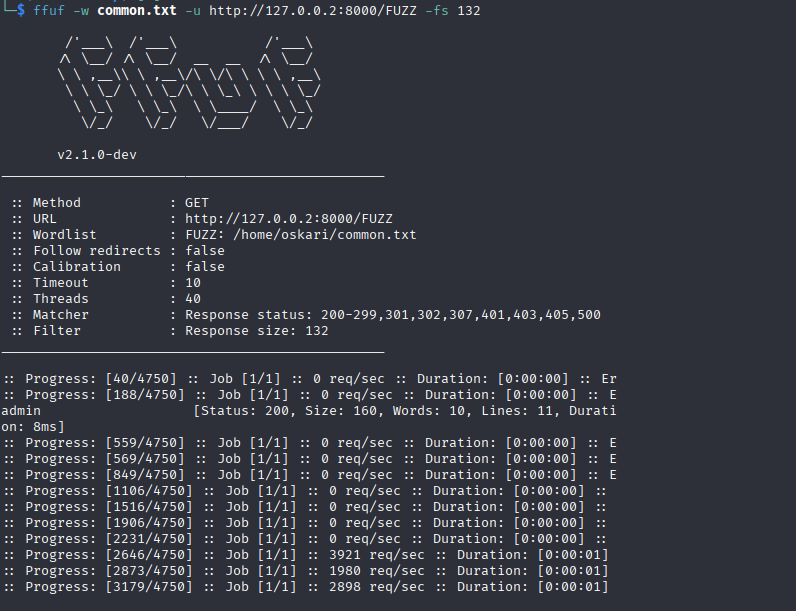 └─$ ffuf -w common.txt -u http://127.0.0.2:8000/FUZZ -fs 132
        /'___\  /'___\           /'___\
       /\ \__/ /\ \__/  __  __  /\ \__/
       \ \ ,__\\ \ ,__\/\ \/\ \ \ \ ,__\
        \ \ \_/ \ \ \_/\ \ \_\ \ \ \ \_/
         \ \_\   \ \_\  \ \____/  \ \_\
          \/_/    \/_/   \/___/    \/_/
       v2.1.0-dev
________________________________________________
 :: Method           : GET
 :: URL              : http://127.0.0.2:8000/FUZZ
 :: Wordlist         : FUZZ: /home/oskari/common.txt
 :: Follow redirects : false
 :: Calibration      : false
 :: Timeout          : 10
 :: Threads          : 40
 :: Matcher          : Response status: 200-299,301,302,307,401,403,405,500
 :: Filter           : Response size: 132
________________________________________________
:: Progress: [40/4750] :: Job [1/1] :: 0 req/sec :: Duration: [0:00:00] :: Er
:: Progress: [188/4750] :: Job [1/1] :: 0 req/sec :: Duration: [0:00:00] :: E
admin                   [Status: 200, Size: 160, Words: 10, Lines: 11, Durati
on: 8ms]
:: Progress: [559/4750] :: Job [1/1] :: 0 req/sec :: Duration: [0:00:00] :: E
:: Progress: [569/4750] :: Job [1/1] :: 0 req/sec :: Duration: [0:00:00] :: E
:: Progress: [849/4750] :: Job [1/1] :: 0 req/sec :: Duration: [0:00:00] :: E
:: Progress: [1106/4750] :: Job [1/1] :: 0 req/sec :: Duration: [0:00:00] ::
:: Progress: [1516/4750] :: Job [1/1] :: 0 req/sec :: Duration: [0:00:00] ::
:: Progress: [1906/4750] :: Job [1/1] :: 0 req/sec :: Duration: [0:00:00] ::
:: Progress: [2231/4750] :: Job [1/1] :: 0 req/sec :: Duration: [0:00:00] ::
:: Progress: [2646/4750] :: Job [1/1] :: 3921 req/sec :: Duration: [0:00:01]
:: Progress: [2873/4750] :: Job [1/1] :: 1980 req/sec :: Duration: [0:00:01]
:: Progress: [3179/4750] :: Job [1/1] :: 2898 req/sec :: Duration: [0:00:01]